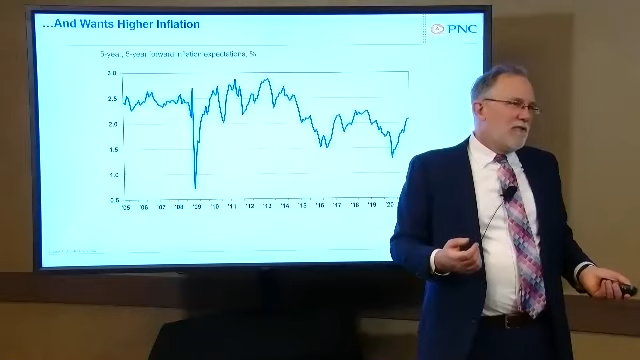 ...And Wants Higher Inflation
PNC
5-year, 5-year forward inflation expectations, %
3.0
2.5
2.0
1.5
1.0
0.5
'05 '06 '07 '08 '09 '10 '11 '12 '13 '14 '15 '16 '17 '18 '19 '20